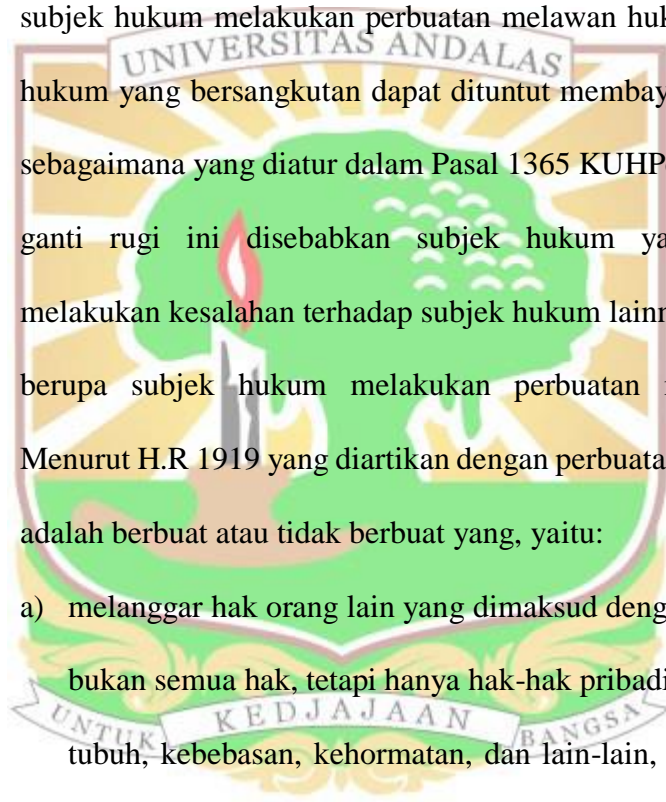 subjek hukum melakukan perbuatan melawan huk
UNIVERSITAS ANDALAS
hukum yang bersangkutan dapat dituntut membay
sebagaimana yang diatur dalam Pasal 1365 KUHP
ganti rugi ini disebabkan subjek hukum ya
melakukan kesalahan terhadap subjek hukum lainn
berupa subjek hukum melakukan perbuatan
Menurut H.R 1919 yang diartikan dengan perbuata
adalah berbuat atau tidak berbuat yang, yaitu:
a) melanggar hak orang lain yang dimaksud deng
bukan semua hak, tetapi hanya hak-hak pribadi
UNTUK KEDJAJAAN BANGSA
tubuh, kebebasan, kehormatan, dan lain-lain,